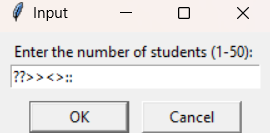 Input
Enter the number of students (1-50):
??>><>::
OK
Cancel